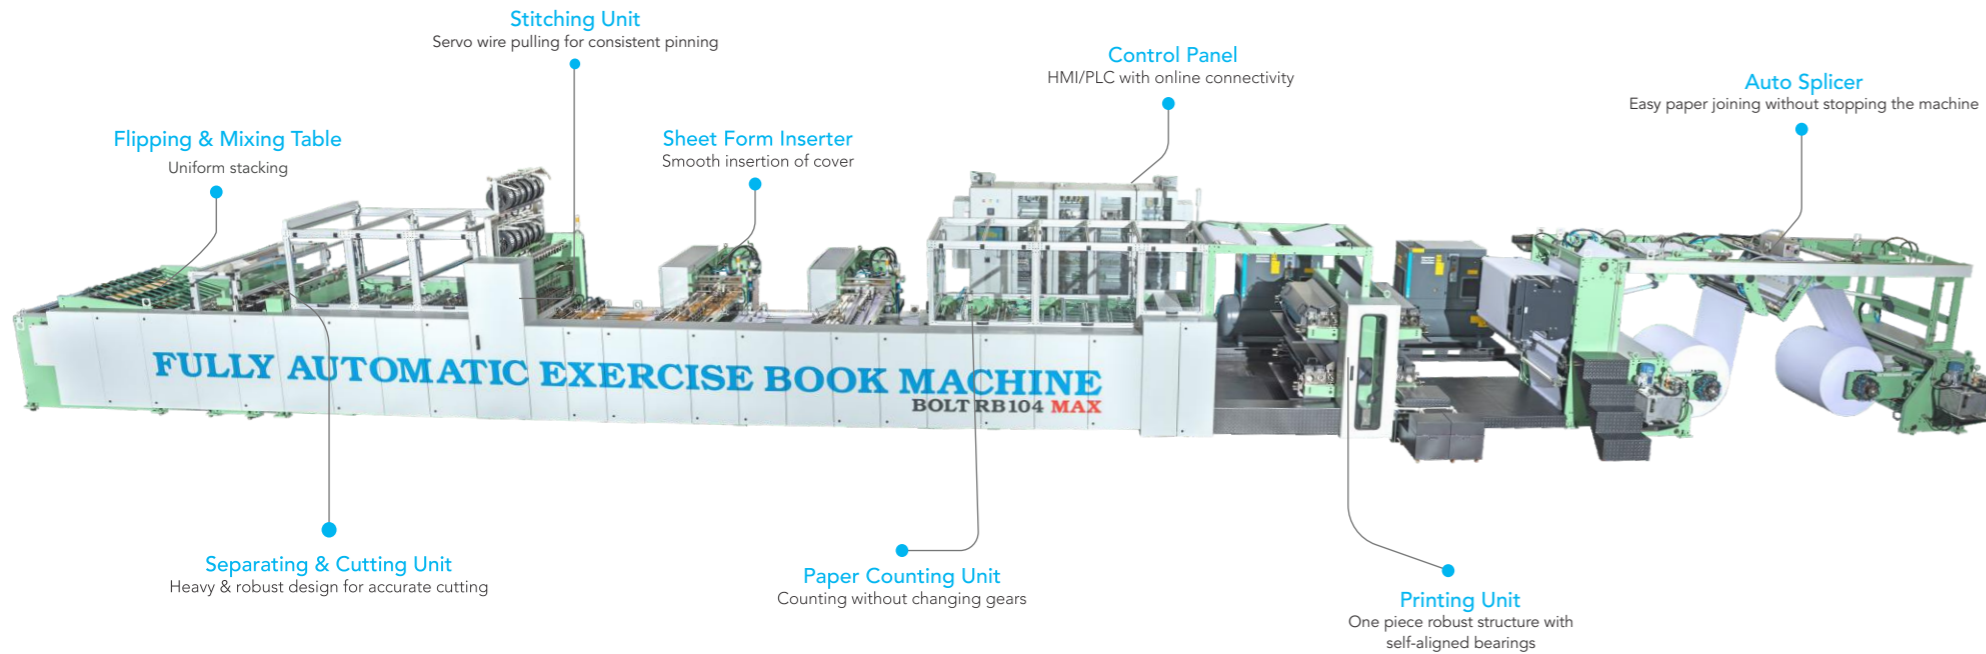 Stitching Unit
Servo wire pulling for consistent pinning
Control Panel
HMI/PLC with online connectivity
Auto Splicer
Easy paper joining without stopping the machine
Flipping & Mixing Table
Uniform stacking
Sheet Form Inserter
Smooth insertion of cover
FULLY AUTOMATIC EXERCISE BOOK MACHINE
BOLT RB104 MAX
Separating & Cutting Unit
Heavy & robust design for accurate cutting
Paper Counting Unit
Counting without changing gears
Printing Unit
One piece robust structure with
self-aligned bearings